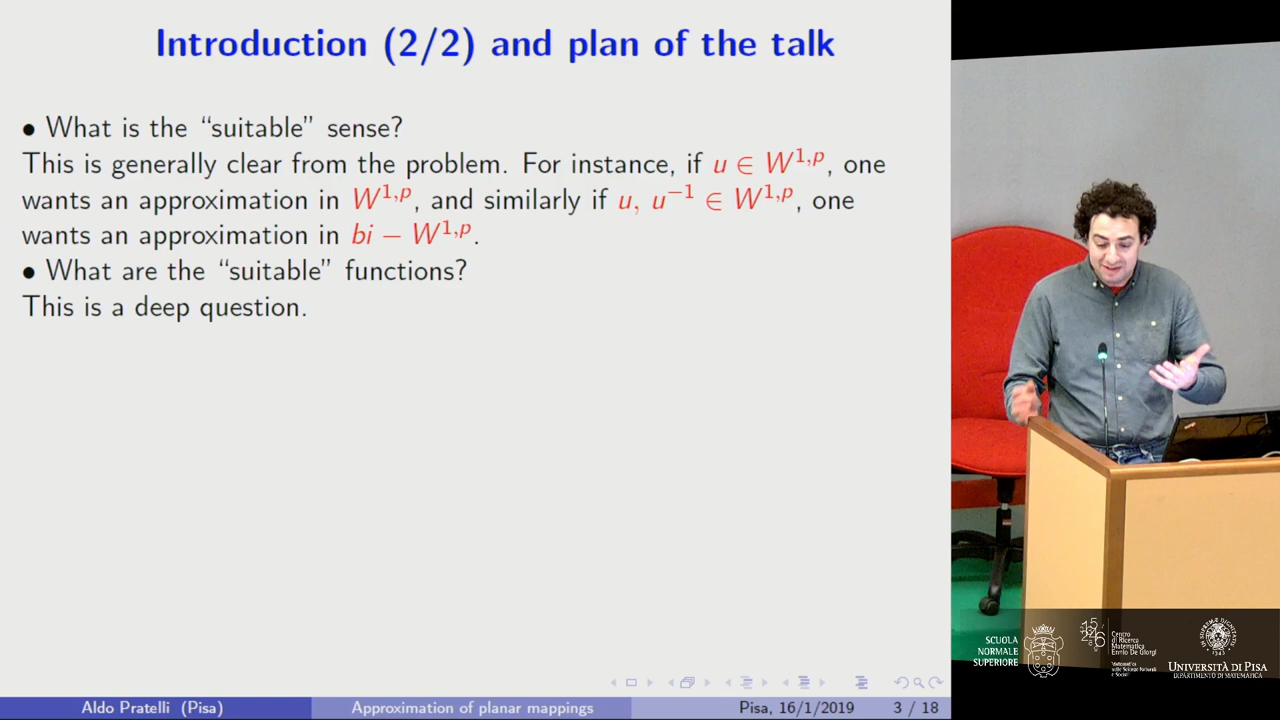 Introduction (2/2) and plan of the talk
• What is the “suitable” sense?
This is generally clear from the problem. For instance, if u ∈ W^{1,p}, one
wants an approximation in W^{1,p}, and similarly if u, u^{−1} ∈ W^{1,p}, one
wants an approximation in bi − W^{1,p}.
• What are the “suitable” functions?
This is a deep question.
Aldo Pratelli (Pisa)
Approximation of planar mappings
Pisa, 16/1/2019
3 / 18
SCUOLA
NORMALE
SUPERIORE
Centro
di Ricerca
Matematica
Ennio De Giorgi
UNIVERSITÀ DI PISA
DIPARTIMENTO DI MATEMATICA